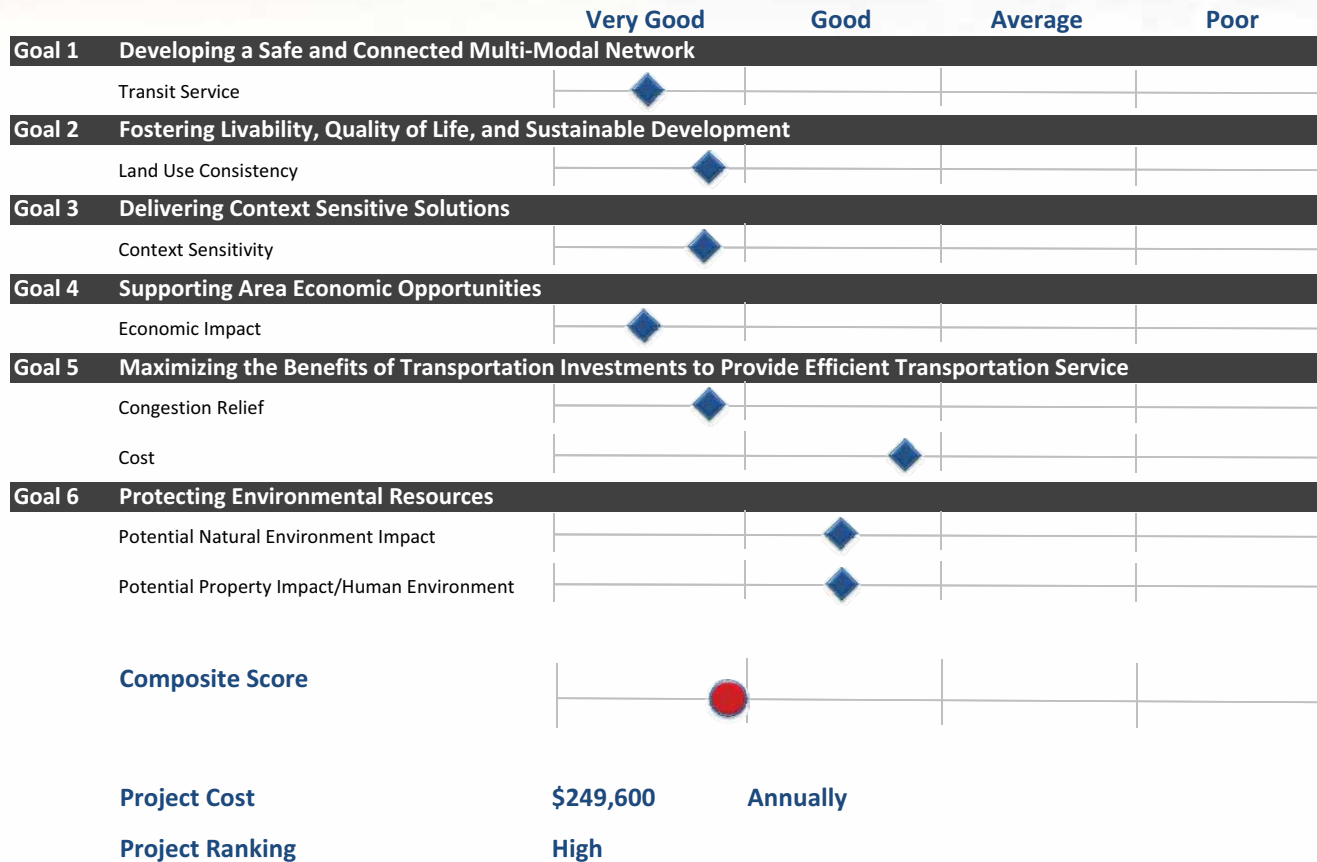 Very Good Good Average Poor
Goal 1 Developing a Safe and Connected Multi-Modal Network
Transit Service
Goal 2 Fostering Livability, Quality of Life, and Sustainable Development
Land Use Consistency
Goal 3 Delivering Context Sensitive Solutions
Context Sensitivity
Goal 4 Supporting Area Economic Opportunities
Economic Impact
Goal 5 Maximizing the Benefits of Transportation Investments to Provide Efficient Transportation Service
Congestion Relief
Cost
Goal 6 Protecting Environmental Resources
Potential Natural Environment Impact
Potential Property Impact/Human Environment
Composite Score
Project Cost $249,600 Annually
Project Ranking High